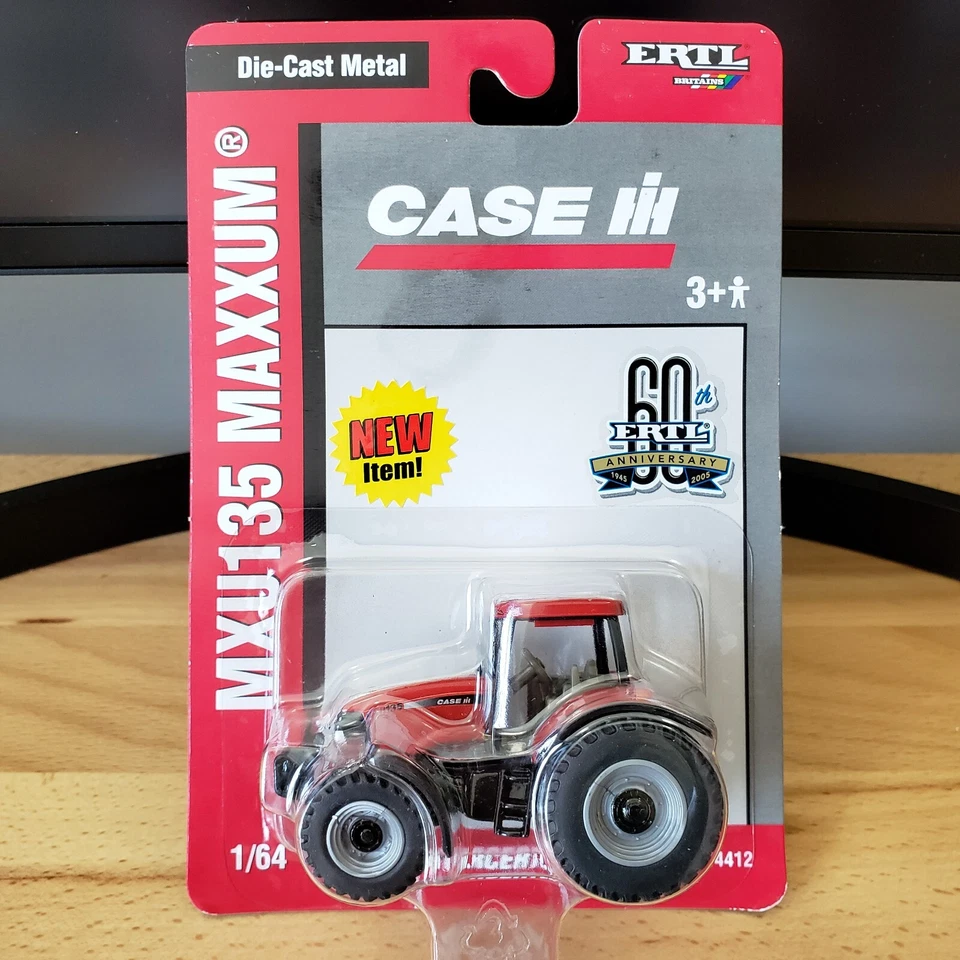 Die-Cast Metal
ERTL
BRITAINS
MXU135 MAXXUM®
CASE IH
3+
NEW
Item!
60th
ERTL®
ANNIVERSARY
1945 2005
CASE IH
1/64
4412